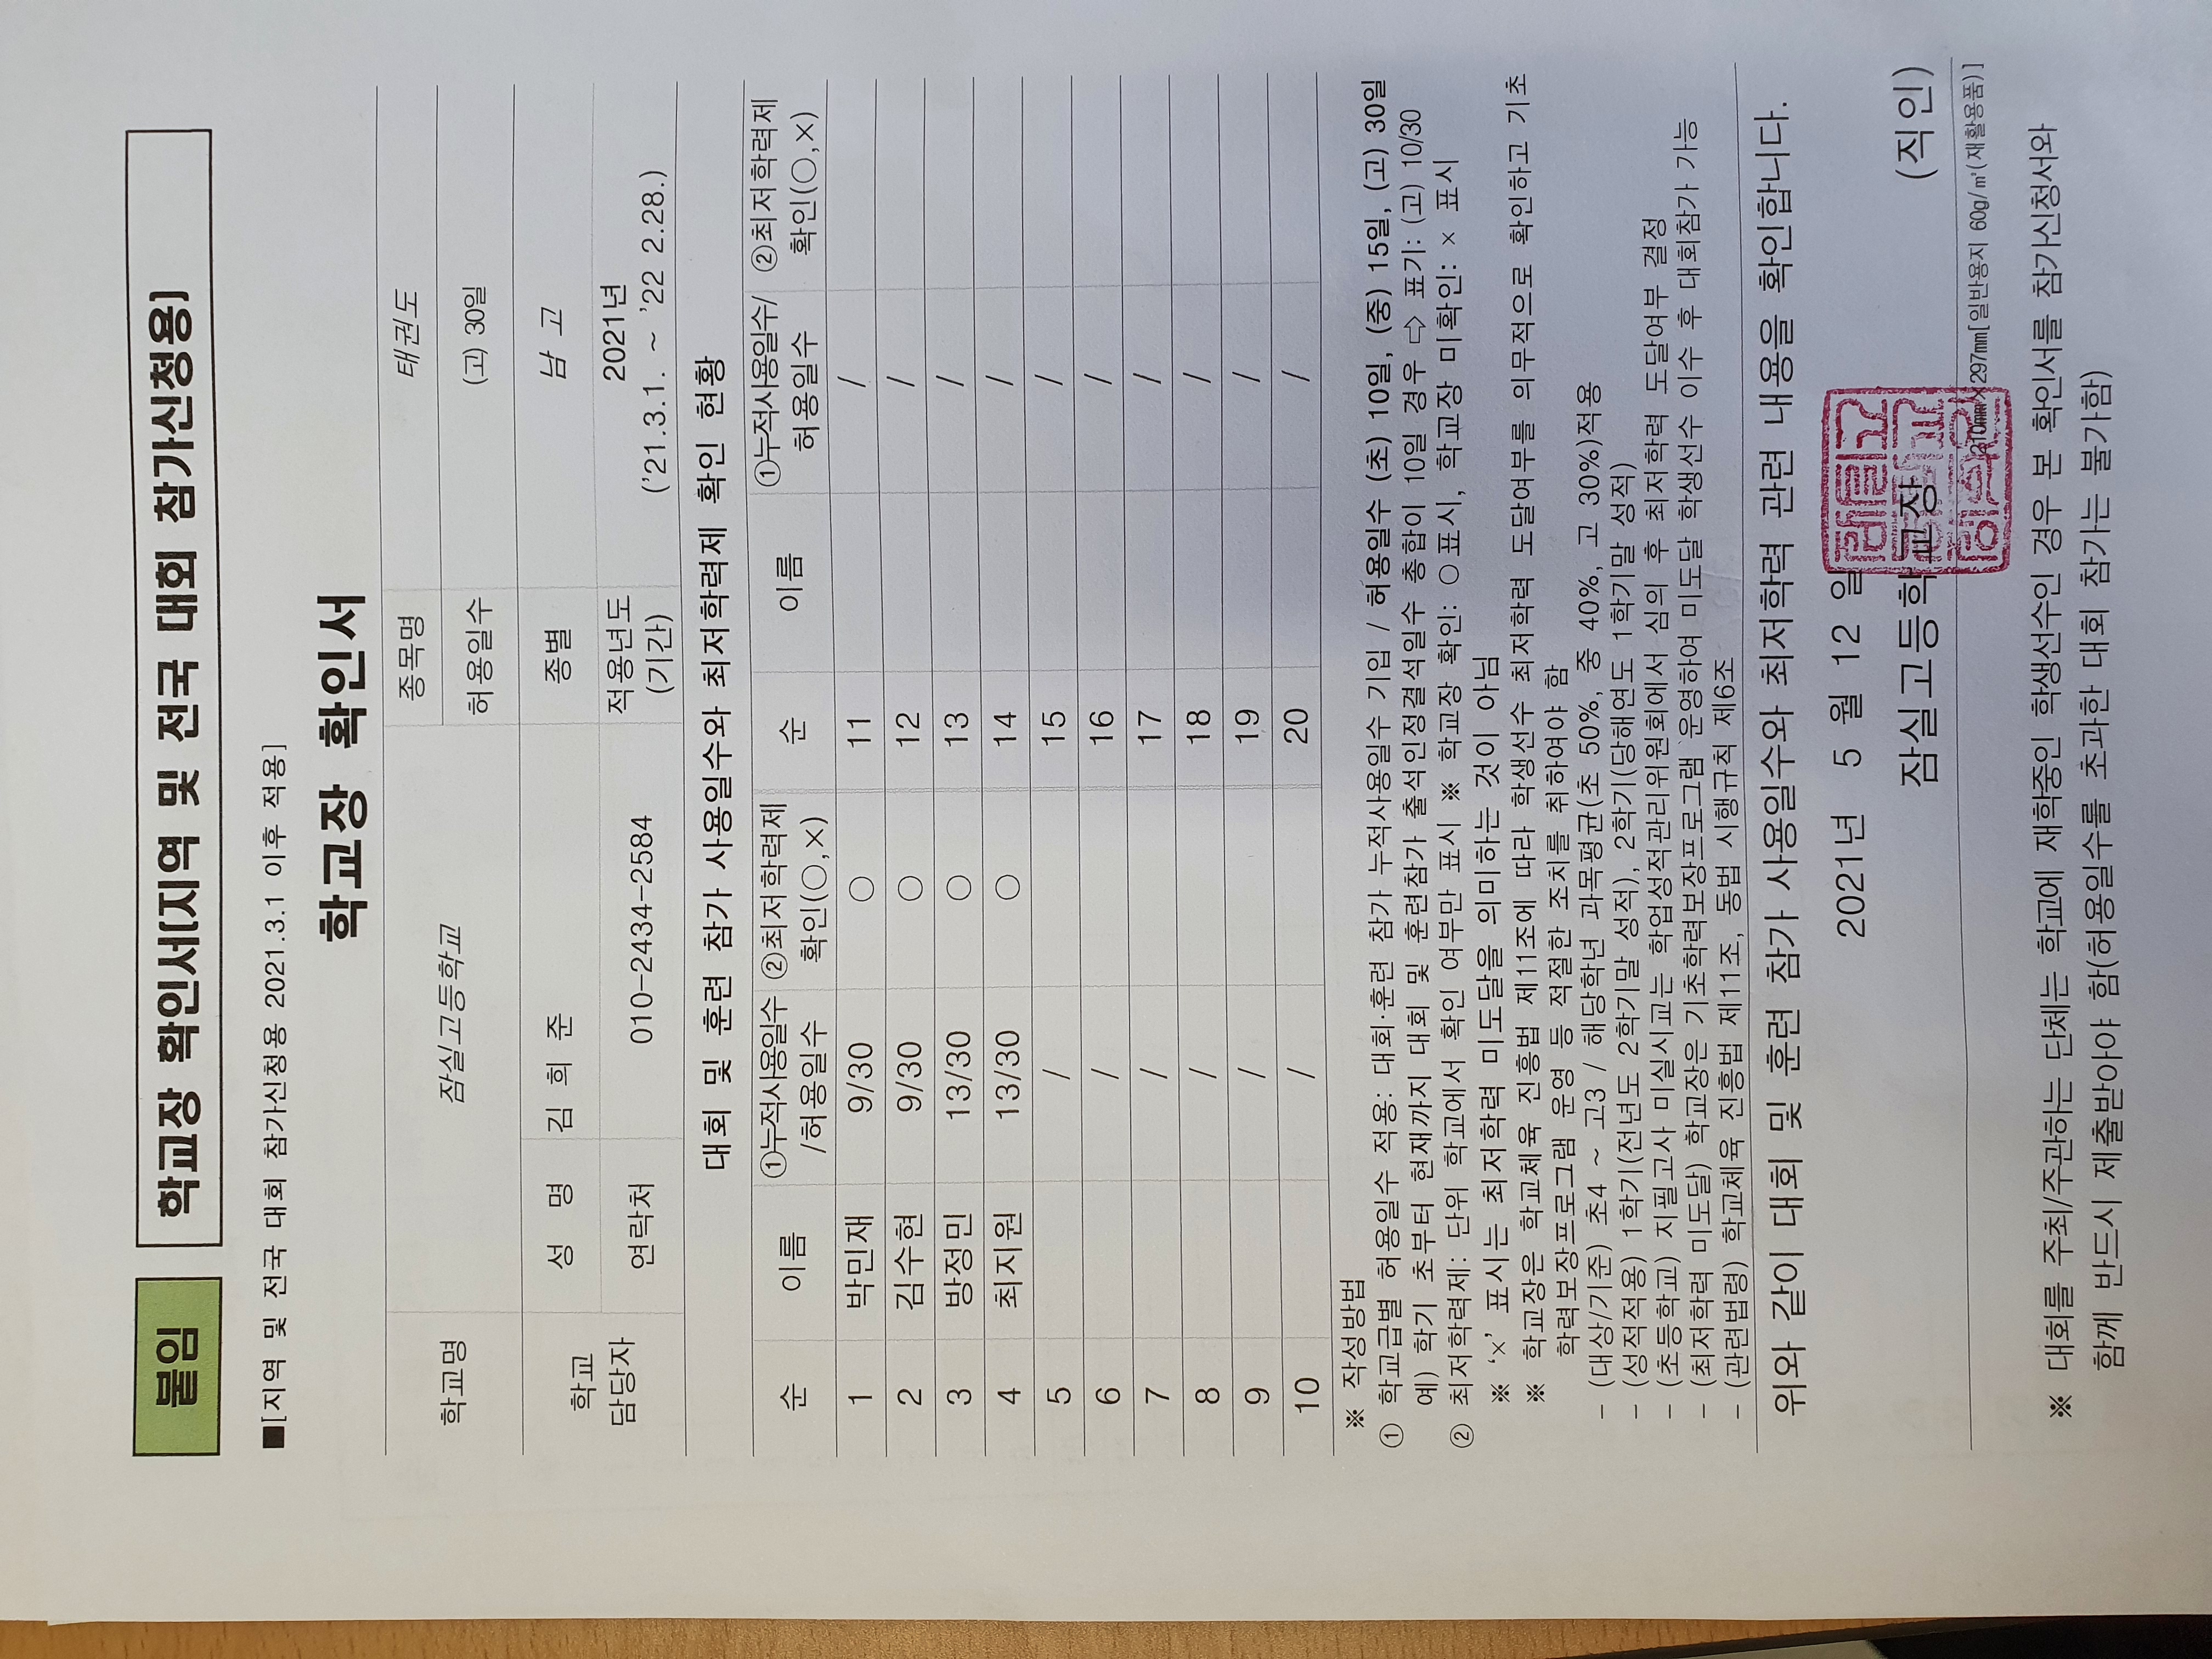 붙임
학교장 확인서(지역 및 전국 대회 참가신청용)
■[지역 및 전국 대회 참가신청용 2021.3.1 이후 적용]
학교장 확인서
학교명 잠실고등학교 종목명 태권도
허용일수 (고) 30일
학교 담당자 성 명 김 희 준 종별 남 고
연락처 010-2434-2584 적용년도 (기간) 2021년
('21.3.1. ~ '22 2.28.)
대회 및 훈련 참가 사용일수와 최저학력제 확인 현황
순 이름 ①누적사용일수 ②최저학력제 순 이름 ①누적사용일수/ ②최저학력제
/허용일수 확인(○,×) 허용일수 확인(○,×)
1 박민재 9/30 ○ 11 /
2 김수현 9/30 ○ 12 /
3 방정민 13/30 ○ 13 /
4 최지원 13/30 ○ 14 /
5 / 15 /
6 / 16 /
7 / 17 /
8 / 18 /
9 / 19 /
10 / 20 /
※ 작성방법
① 학교급별 허용일수 적용: 대회·훈련 참가 누적사용일수 기입 / 허용일수 (초) 10일, (중) 15일, (고) 30일
예) 학기 초부터 현재까지 대회 및 훈련참가 출석인정결석일수 총합이 10일 경우 ⇨ 표기: (고) 10/30
② 최저학력제: 단위 학교에서 확인 여부만 표시 ※ 학교장 확인: ○ 표시, 학교장 미확인: × 표시
※ '×' 표시는 최저학력 미도달을 의미하는 것이 아님
※ 학교장은 학교체육 진흥법 제11조에 따라 학생선수 최저학력 도달여부를 의무적으로 확인하고 기초
학력보장프로그램 운영 등 적절한 조치를 취하여야 함
- (대상/기준) 초4 ~ 고3 / 해당학년 과목평균(초 50%, 중 40%, 고 30%)적용
- (성적적용) 1학기(전년도 2학기말 성적), 2학기(당해연도 1학기말 성적)
- (초등학교) 지필고사 미실시교는 학업성적관리위원회에서 심의 후 최저학력 도달여부 결정
- (최저학력 미도달) 학교장은 기초학력보장프로그램 운영하여 미도달 학생선수 이수 후 대회참가 가능
- (관련법령) 학교체육 진흥법 제11조, 동법 시행규칙 제6조
위와 같이 대회 및 훈련 참가 사용일수와 최저학력 관련 내용을 확인합니다.
2021년 5 월 12 일
잠실고등학교장 (직인)
210mm×297mm[일반용지 60g/㎡(재활용품)]
※ 대회를 주최/주관하는 단체는 학교에 재학중인 학생선수인 경우 본 확인서를 참가신청서와
함께 반드시 제출받아야 함(허용일수를 초과한 대회 참가는 불가함)